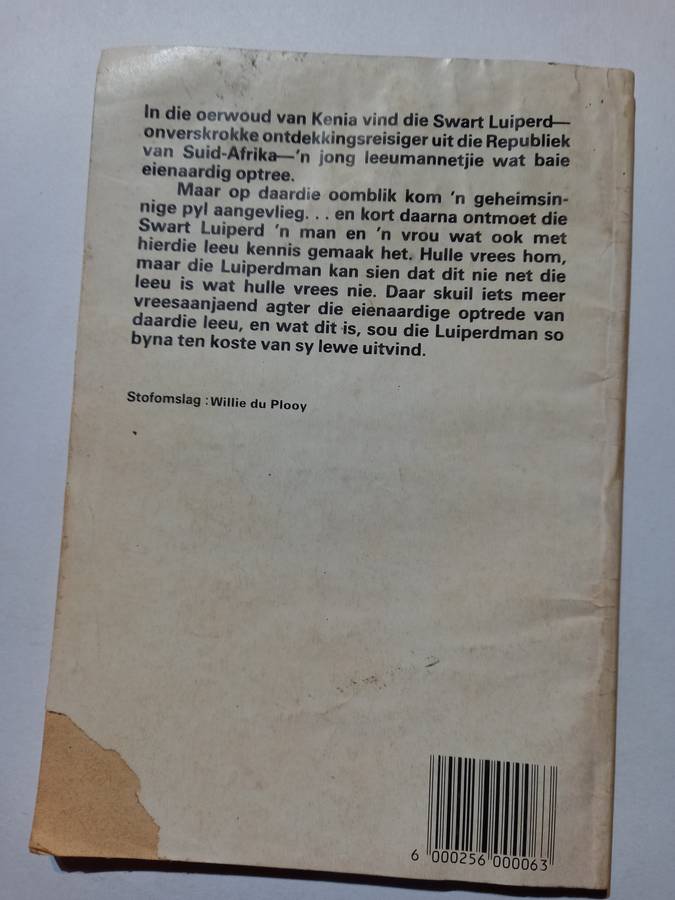 In die oerwoud van Kenia vind die Swart Luiperd—
onverskrokke ontdekkingsreisiger uit die Republiek
van Suid-Afrika—'n jong leeumannetjie wat baie
eienaardig optree.
Maar op daardie oomblik kom 'n geheimsin-
nige pyl aangevlieg. . . en kort daarna ontmoet die
Swart Luiperd 'n man en 'n vrou wat ook met
hierdie leeu kennis gemaak het. Hulle vrees hom,
maar die Luiperdman kan sien dat dit nie net die
leeu is wat hulle vrees nie. Daar skuil iets meer
vreesaanjaend agter die eienaardige optrede van
daardie leeu, en wat dit is, sou die Luiperdman so
byna ten koste van sy lewe uitvind.
Stofomslag : Willie du Plooy
6 000256 000063